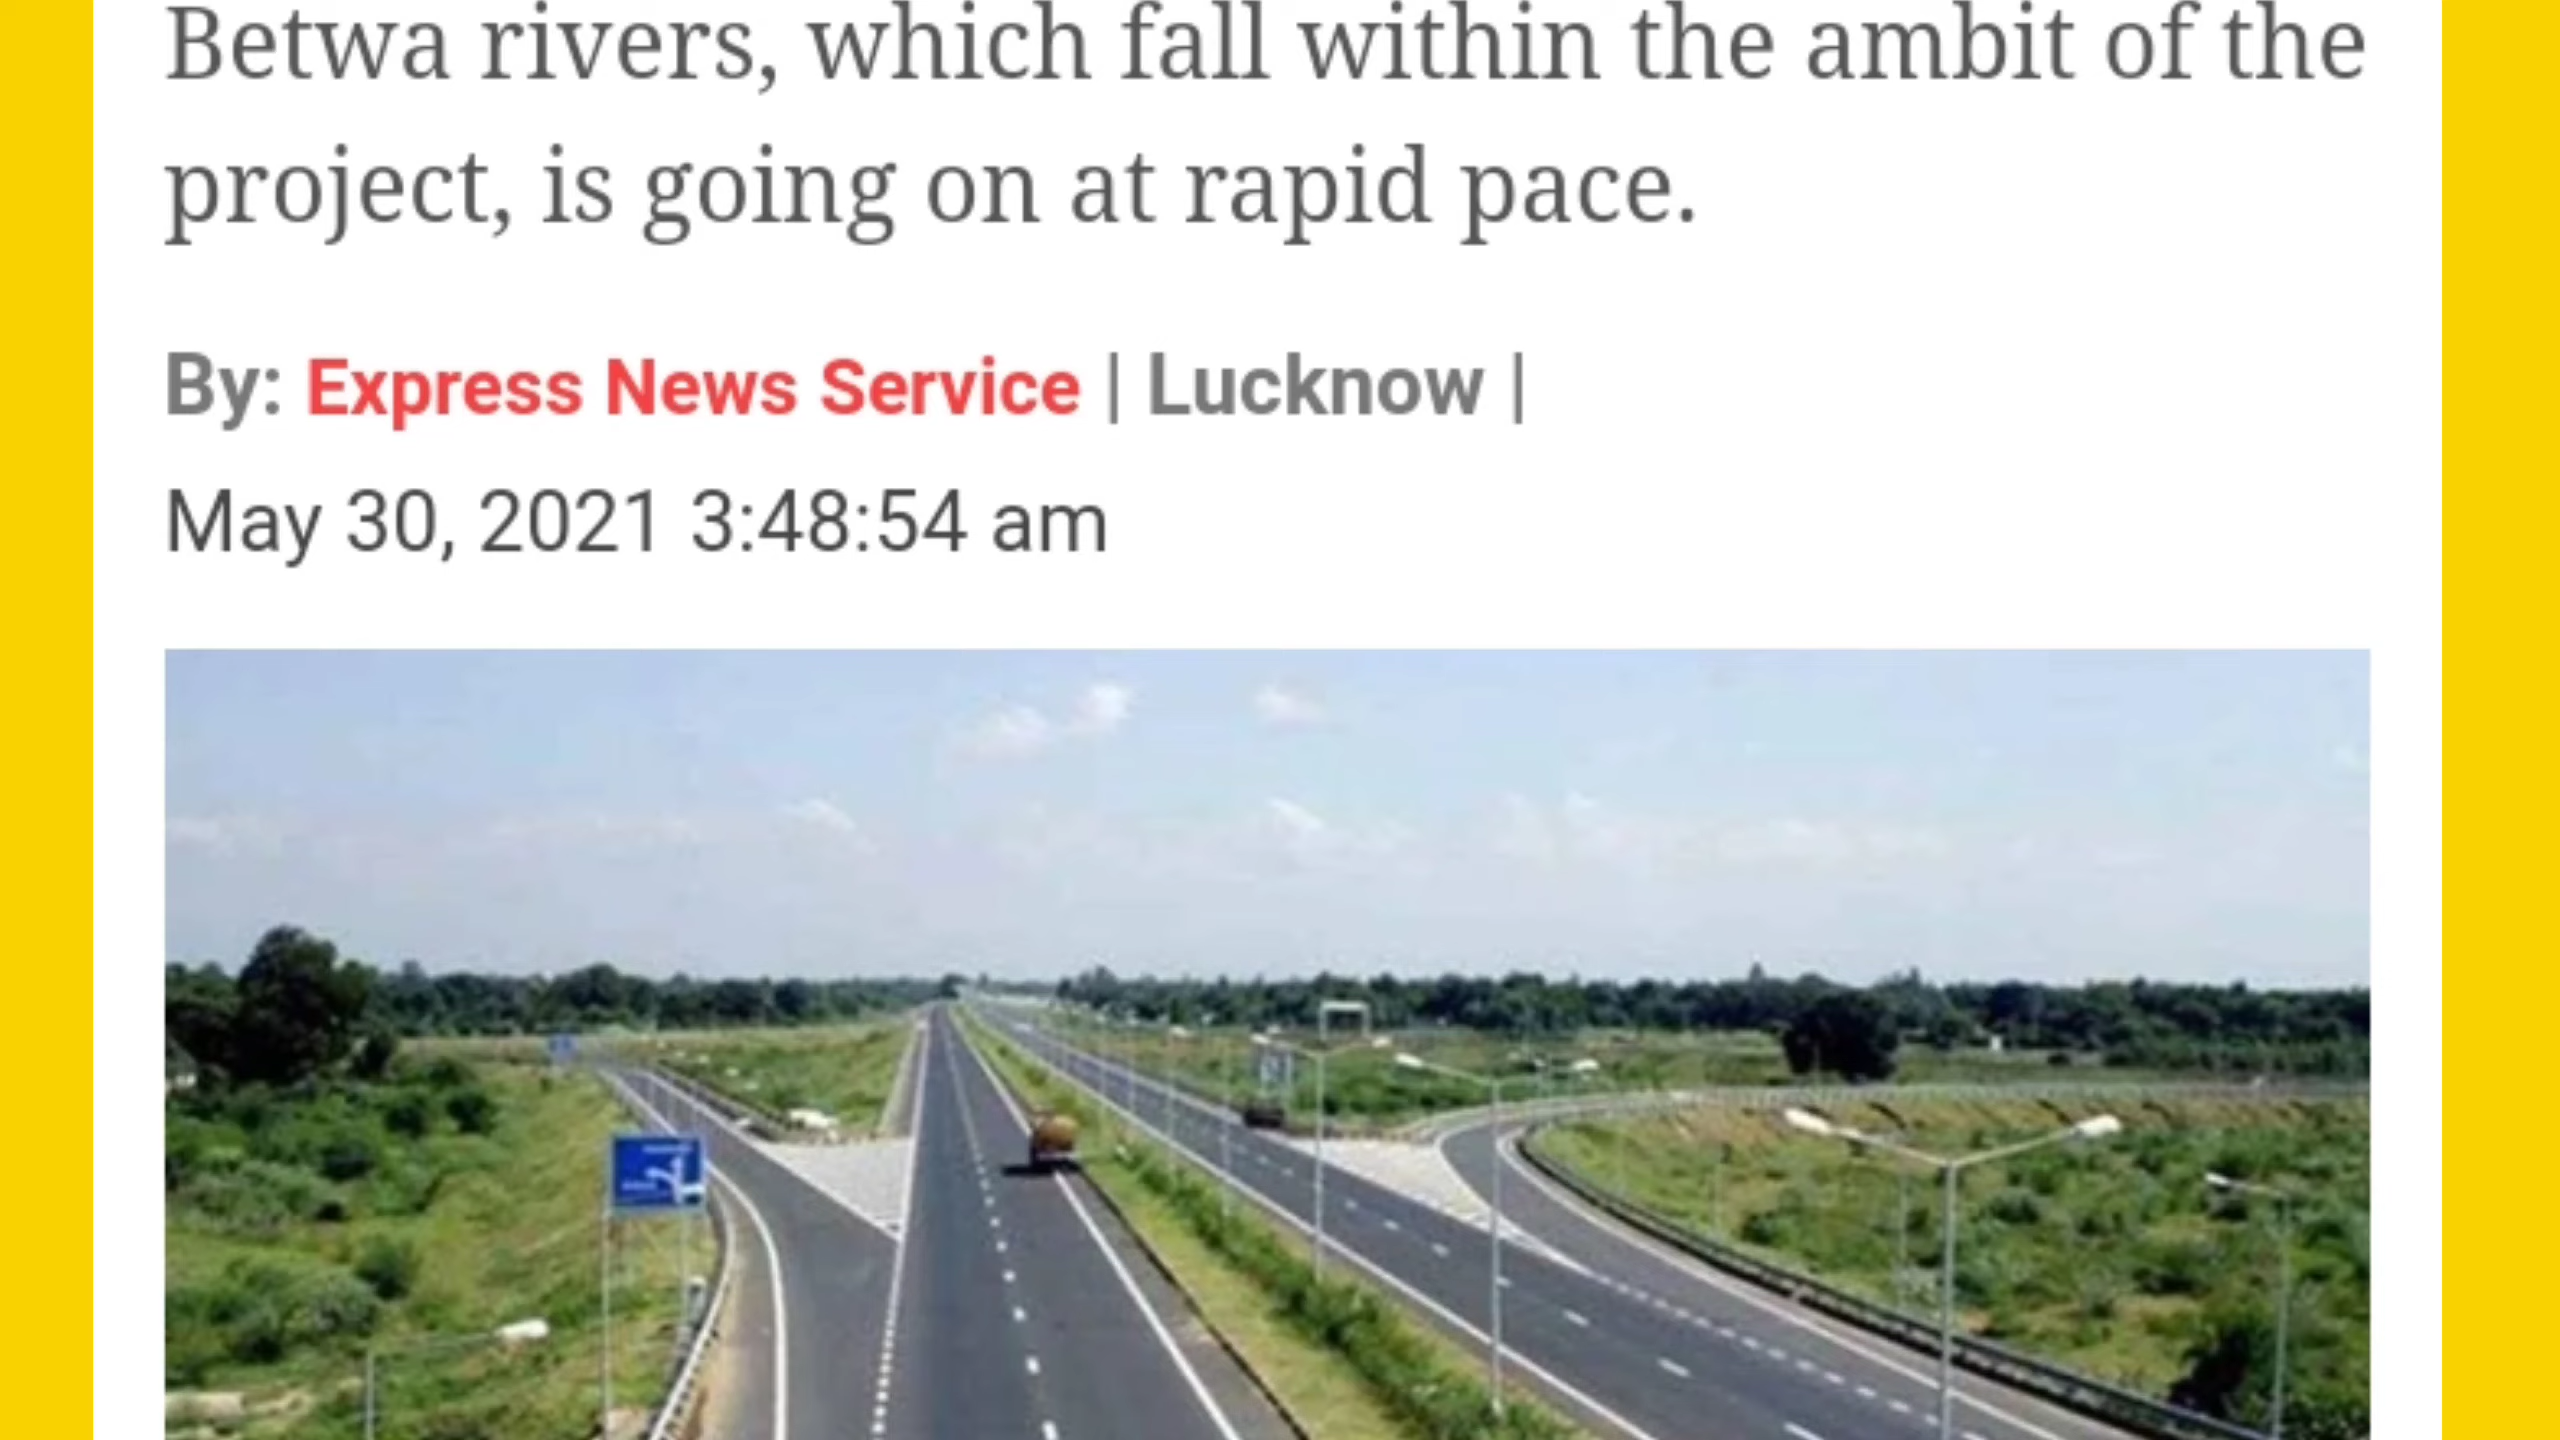 Betwa rivers, which fall within the ambit of the
project, is going on at rapid pace.
By: Express News Service | Lucknow |
May 30, 2021 3:48:54 am